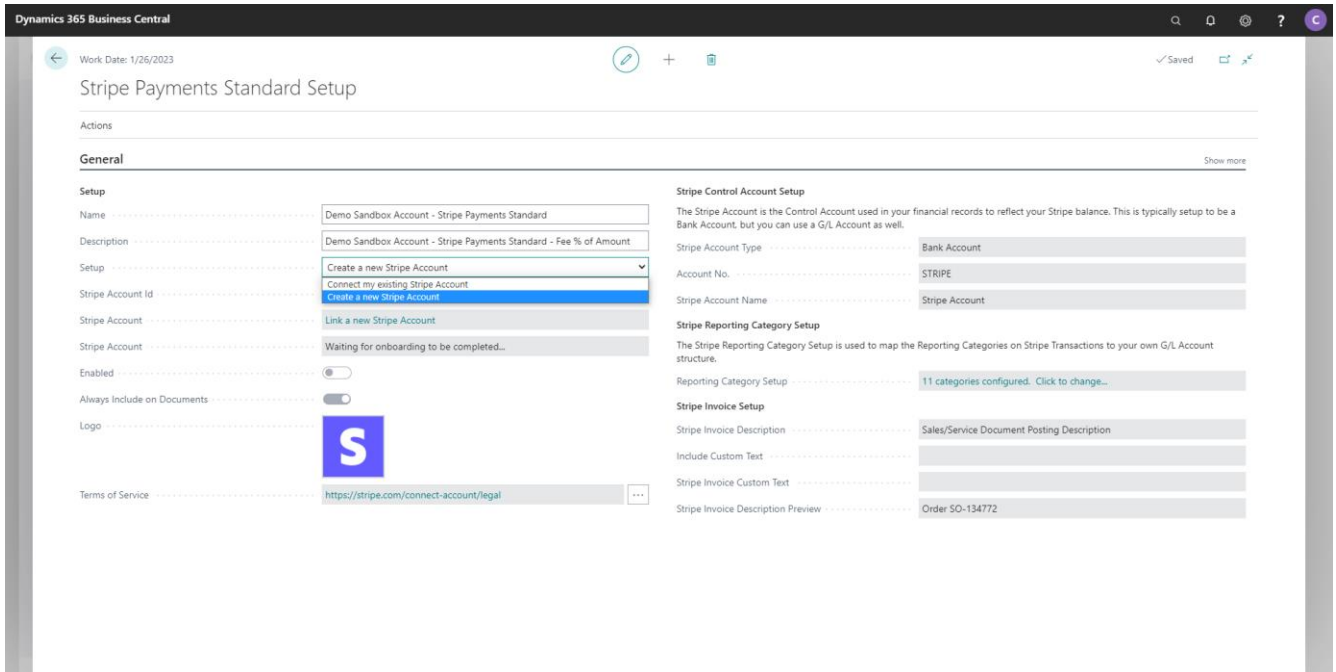 Dynamics 365 Business Central
?
C
Work Date: 1/26/2023
Saved
Stripe Payments Standard Setup
Actions
General
Show more
Setup
Name
Demo Sandbox Account - Stripe Payments Standard
Description
Demo Sandbox Account - Stripe Payments Standard - Fee % of Amount
Setup
Create a new Stripe Account
Connect my existing Stripe Account
Create a new Stripe Account
Stripe Account Id
Stripe Account
Link a new Stripe Account
Stripe Account
Waiting for onboarding to be completed...
Enabled
Always Include on Documents
Logo
S
Terms of Service
https://stripe.com/connect-account/legal
...
Stripe Control Account Setup
The Stripe Account is the Control Account used in your financial records to reflect your Stripe balance. This is typically setup to be a
Bank Account, but you can use a G/L Account as well.
Stripe Account Type
Bank Account
Account No.
STRIPE
Stripe Account Name
Stripe Account
Stripe Reporting Category Setup
The Stripe Reporting Category Setup is used to map the Reporting Categories on Stripe Transactions to your own G/L Account
structure.
Reporting Category Setup
11 categories configured. Click to change...
Stripe Invoice Setup
Stripe Invoice Description
Sales/Service Document Posting Description
Include Custom Text
Stripe Invoice Custom Text
Stripe Invoice Description Preview
Order SO-134772